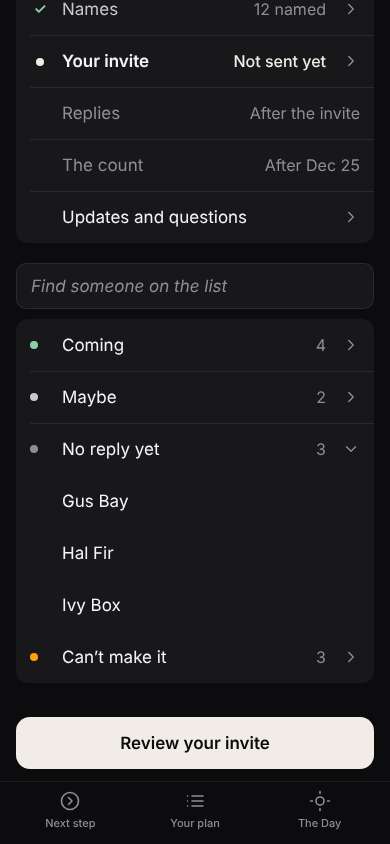 Names 12 named
Your invite Not sent yet
Replies After the invite
The count After Dec 25
Updates and questions
Find someone on the list
Coming 4
Maybe 2
No reply yet 3
Gus Bay
Hal Fir
Ivy Box
Can’t make it 3
Review your invite
Next step Your plan The Day